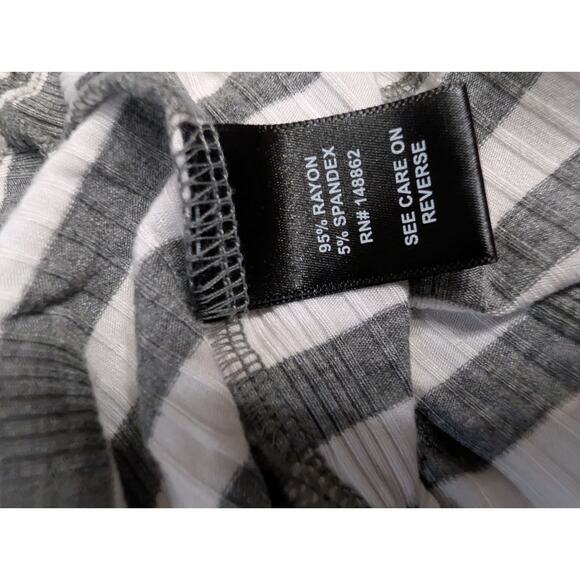 95% RAYON
5% SPANDEX
RN# 148862
SEE CARE ON
REVERSE